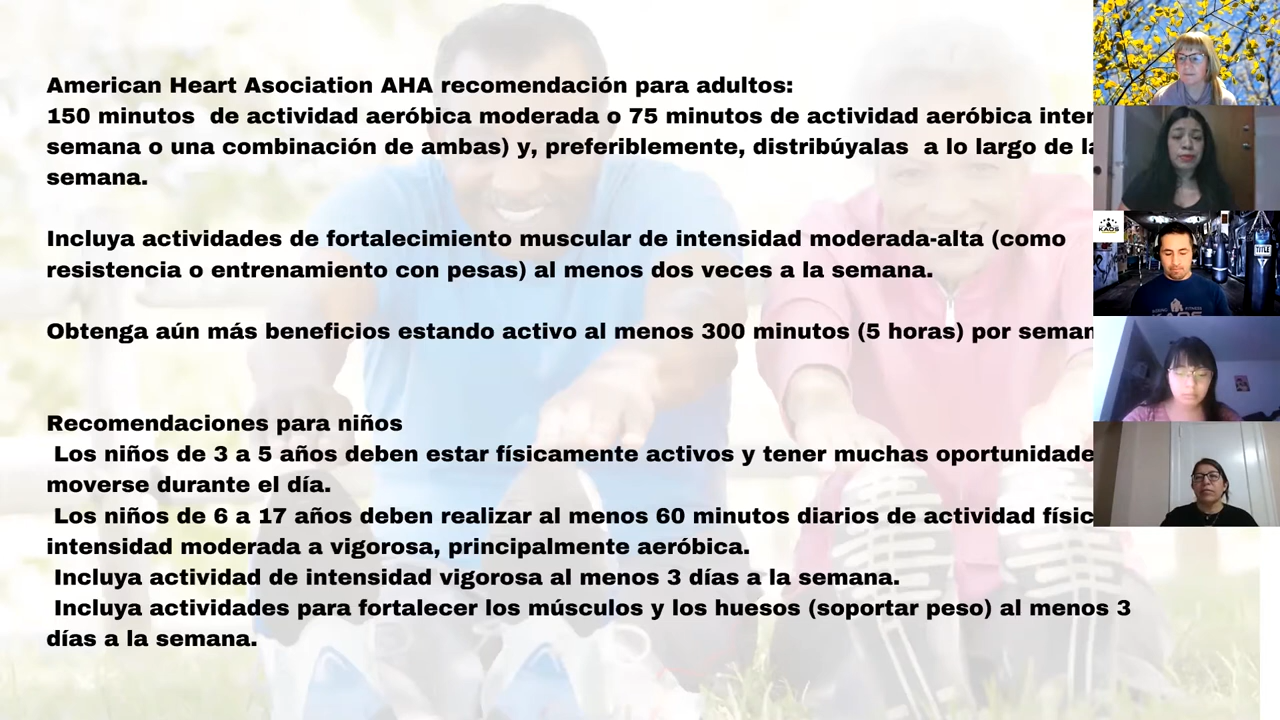 American Heart Asociation AHA recomendación para adultos:
150 minutos de actividad aeróbica moderada o 75 minutos de actividad aeróbica
semana o una combinación de ambas) y, preferiblemente, distribúyalas a lo largo de
semana.
Incluya actividades de fortalecimiento muscular de intensidad moderada-alta (como
resistencia o entrenamiento con pesas) al menos dos veces a la semana.
Obtenga aún más beneficios estando activo al menos 300 minutos (5 horas) por
Recomendaciones para niños
Los niños de 3 a 5 años deben estar físicamente activos y tener muchas
moverse durante el día.
Los niños de 6 a 17 años deben realizar al menos 60 minutos diarios de actividad
intensidad moderada a vigorosa, principalmente aeróbica.
Incluya actividad de intensidad vigorosa al menos 3 días a la semana.
Incluya actividades para fortalecer los músculos y los huesos (soportar peso) al menos 3
días a la semana.
KAOS
TITLE
KAOS